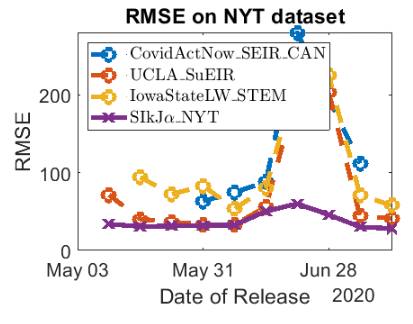 RMSE on NYT dataset
CovidActNow_SEIR_CAN
UCLA_SuEIR
IowaStateLW_STEM
SIkJα_NYT
RMSE
200
100
0
May 03
May 31
Jun 28
Date of Release
2020